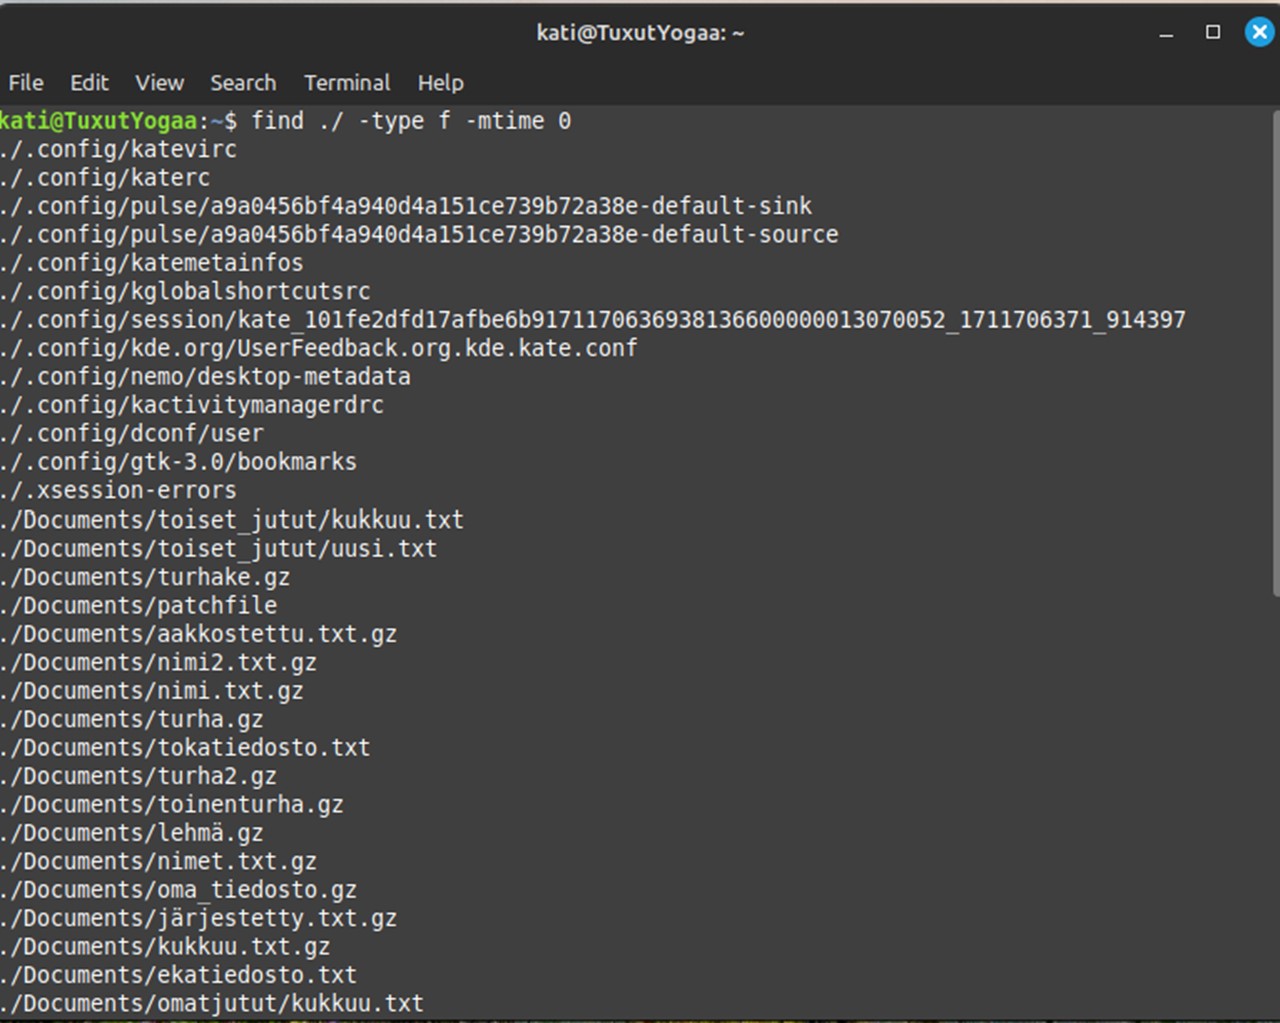 kati@TuxutYogaa: ~
File Edit View Search Terminal Help
kati@TuxutYogaa:~$ find ./ -type f -mtime 0
./.config/katevirc
./.config/katerc
./.config/pulse/a9a0456bf4a940d4a151ce739b72a38e-default-sink
./.config/pulse/a9a0456bf4a940d4a151ce739b72a38e-default-source
./.config/katemetainfos
./.config/kglobalshortcutsrc
./.config/session/kate_101fe2dfd17afbe6b9171170636938136600000013070052_1711706371_914397
./.config/kde.org/UserFeedback.org.kde.kate.conf
./.config/nemo/desktop-metadata
./.config/kactivitymanagerdrc
./.config/dconf/user
./.config/gtk-3.0/bookmarks
./.xsession-errors
./Documents/toiset_jutut/kukkuu.txt
./Documents/toiset_jutut/uusi.txt
./Documents/turhake.gz
./Documents/patchfile
./Documents/aakkostettu.txt.gz
./Documents/nimi2.txt.gz
./Documents/nimi.txt.gz
./Documents/turha.gz
./Documents/tokatiedosto.txt
./Documents/turha2.gz
./Documents/toinenturha.gz
./Documents/lehmä.gz
./Documents/nimet.txt.gz
./Documents/oma_tiedosto.gz
./Documents/järjestetty.txt.gz
./Documents/kukkuu.txt.gz
./Documents/ekatiedosto.txt
./Documents/omatjutut/kukkuu.txt